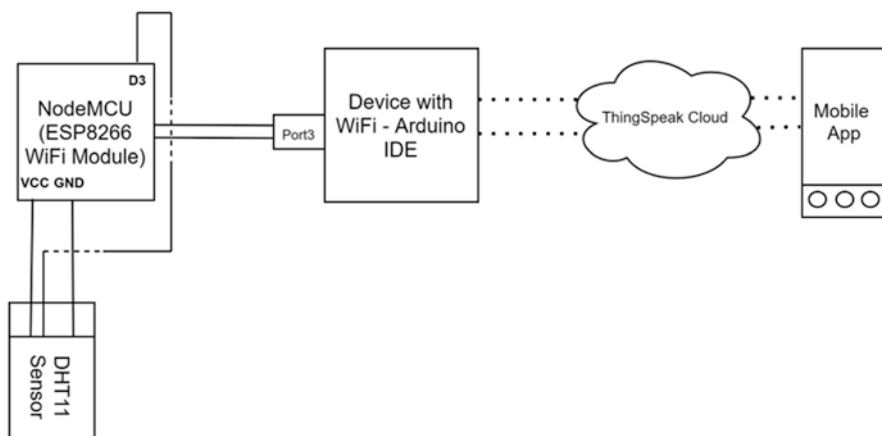 D3
NodeMCU
(ESP8266
WiFi Module)
VCC GND
Port3
Device with
WiFi - Arduino
IDE
ThingSpeak Cloud
Mobile
App
DHT11
Sensor